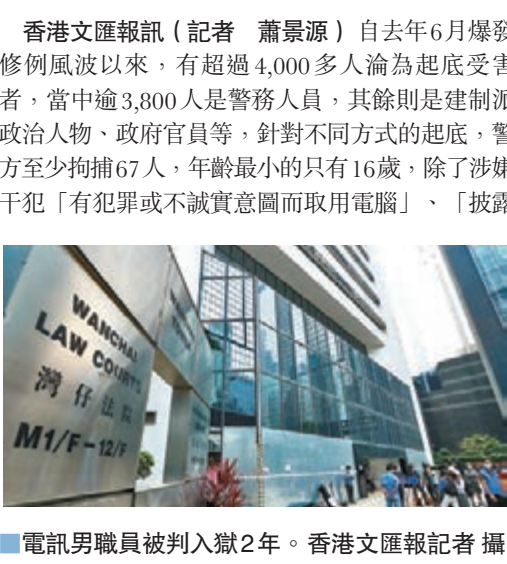 香港文匯報訊（記者　蕭景源）自去年6月爆發
修例風波以來，有超過4,000多人淪為起底受害
者，當中逾3,800人是警務人員，其餘則是建制派
政治人物、政府官員等，針對不同方式的起底，警
方至少拘捕67人，年齡最小的只有16歲，除了涉嫌
干犯「有犯罪或不誠實意圖而取用電腦」、「披露
WANCHAI
LAW COURTS
灣仔法院
M1/F-12/F
■電訊男職員被判入獄2年。香港文匯報記者 攝